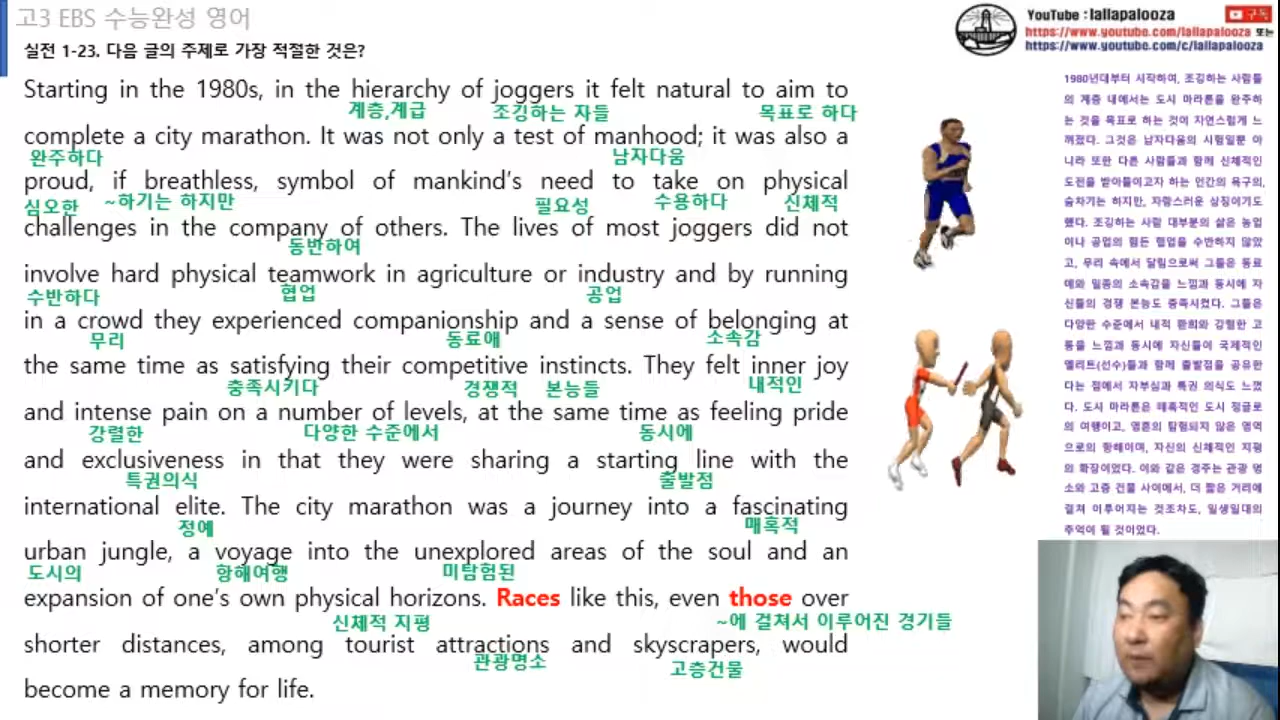 고3 EBS 수능완성 영어
실전 1-23. 다음 글의 주제로 가장 적절한 것은?
YouTube : lallapalooza
구독
https://www.youtube.com/lallapalooza 또는
https://www.youtube.com/c/lallapalooza
Starting in the 1980s, in the hierarchy of joggers it felt natural to aim to
계층,계급 조깅하는 자들 목표로 하다
complete a city marathon. It was not only a test of manhood; it was also a
완주하다 남자다움
proud, if breathless, symbol of mankind's need to take on physical
심오한 ~하기는 하지만 필요성 수용하다 신체적
challenges in the company of others. The lives of most joggers did not
동반하여
involve hard physical teamwork in agriculture or industry and by running
수반하다 협업 공업
in a crowd they experienced companionship and a sense of belonging at
무리 동료애 소속감
the same time as satisfying their competitive instincts. They felt inner joy
충족시키다 경쟁적 본능들 내적인
and intense pain on a number of levels, at the same time as feeling pride
강렬한 다양한 수준에서 동시에
and exclusiveness in that they were sharing a starting line with the
특권의식 출발점
international elite. The city marathon was a journey into a fascinating
정예 매혹적
urban jungle, a voyage into the unexplored areas of the soul and an
도시의 항해여행 미탐험된
expansion of one's own physical horizons. Races like this, even those over
신체적 지평 ~에 걸쳐서 이루어진 경기들
shorter distances, among tourist attractions and skyscrapers, would
관광명소 고층건물
become a memory for life.
1980년대부터 시작하여, 조깅하는 사람들
의 계층 내에서는 도시 마라톤을 완주하
는 것을 목표로 하는 것이 자연스럽게 느
껴졌다. 그것은 남자다움의 시험일뿐 아
니라 또한 다른 사람들과 함께 신체적인
도전을 받아들이고자 하는 인간의 욕구의,
숨차기는 하지만, 자랑스러운 상징이기도
했다. 조깅하는 사람 대부분의 삶은 농업
이나 공업의 힘든 협업을 수반하지 않았
고, 무리 속에서 달림으로써 그들은 동료
애와 일종의 소속감을 느낌과 동시에 자
신들의 경쟁 본능도 충족시켰다. 그들은
다양한 수준에서 내적 환희와 강렬한 고
통을 느낌과 동시에 자신들이 국제적인
엘리트(선수)들과 함께 출발점을 공유한
다는 점에서 자부심과 특권 의식도 느꼈
다. 도시 마라톤은 매혹적인 도시 정글로
의 여행이고, 영혼의 탐험되지 않은 영역
으로의 항해이며, 자신의 신체적인 지평
의 확장이었다. 이와 같은 경주는 관광 명
소와 고층 건물 사이에서, 더 짧은 거리에
걸쳐 이루어지는 것조차도, 일생일대의
추억이 될 것이었다.